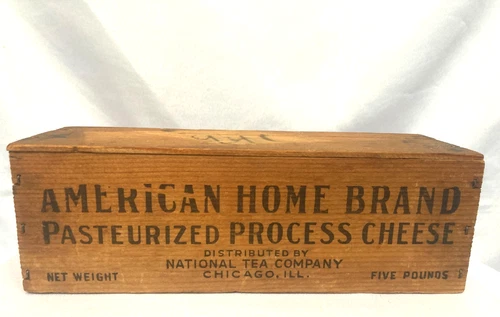 AMERICAN HOME BRAND
PASTEURIZED PROCESS CHEESE
DISTRIBUTED BY
NATIONAL TEA COMPANY
CHICAGO, ILL.
NET WEIGHT FIVE POUNDS